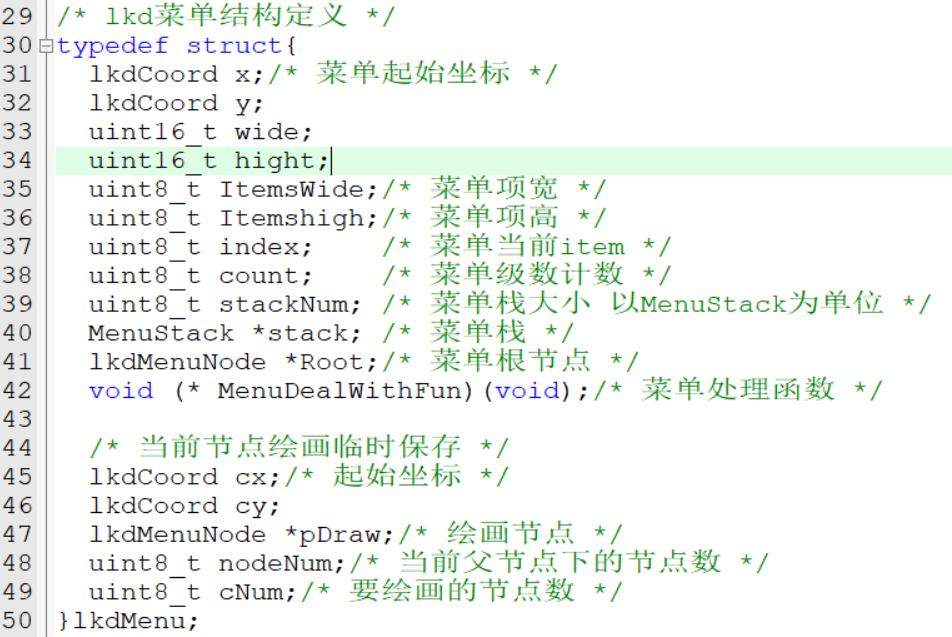 29 /* lkd菜单结构定义 */
30 typedef struct{
31 lkdCoord x;/* 菜单起始坐标 */
32 lkdCoord y;
33 uint16_t wide;
34 uint16_t hight;
35 uint8_t ItemsWide;/* 菜单项宽 */
36 uint8_t Itemshigh;/* 菜单项高 */
37 uint8_t index; /* 菜单当前item */
38 uint8_t count; /* 菜单级数计数 */
39 uint8_t stackNum; /* 菜单栈大小 以MenuStack为单位 */
40 MenuStack *stack; /* 菜单栈 */
41 lkdMenuNode *Root;/* 菜单根节点 */
42 void (* MenuDealWithFun)(void);/* 菜单处理函数 */
43
44 /* 当前节点绘画临时保存 */
45 lkdCoord cx;/* 起始坐标 */
46 lkdCoord cy;
47 lkdMenuNode *pDraw;/* 绘画节点 */
48 uint8_t nodeNum;/* 当前父节点下的节点数 */
49 uint8_t cNum;/* 要绘画的节点数 */
50 }lkdMenu;